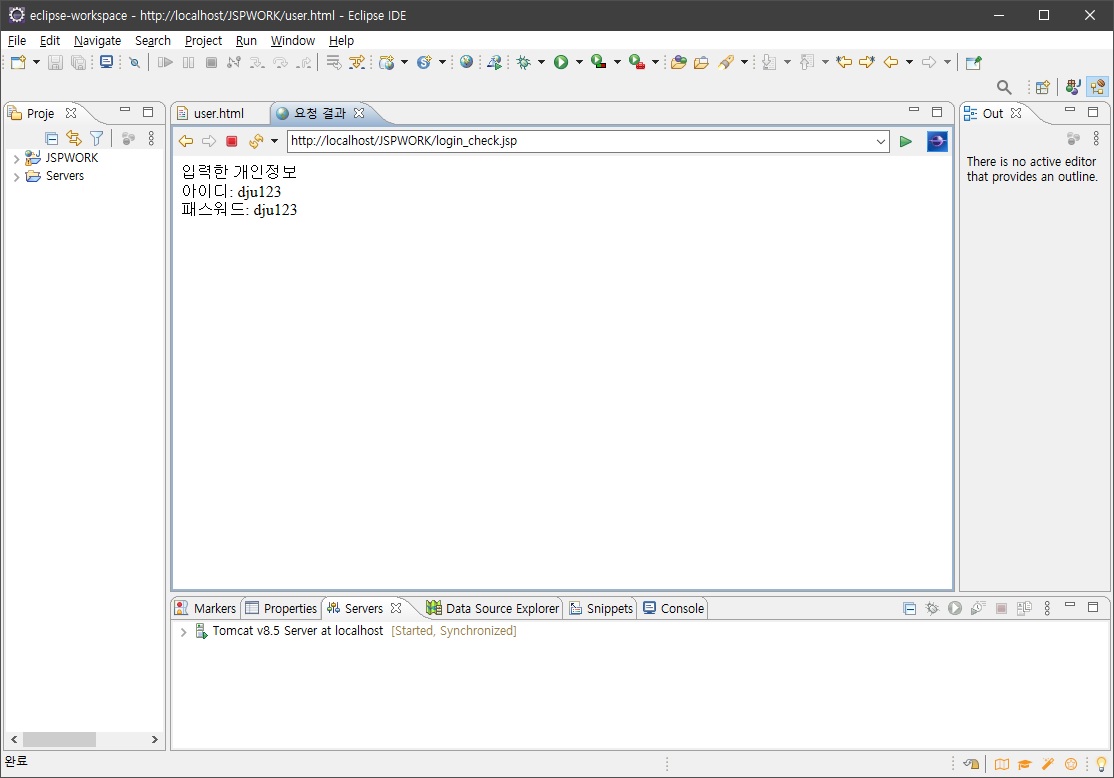 eclipse-workspace - http://localhost/JSPWORK/user.html - Eclipse IDE
File Edit Navigate Search Project Run Window Help
Proje
JSPWORK
Servers
user.html
요청 결과
http://localhost/JSPWORK/login_check.jsp
입력한 개인정보
아이디: dju123
패스워드: dju123
Out
There is no active editor
that provides an outline.
Markers Properties Servers Data Source Explorer Snippets Console
Tomcat v8.5 Server at localhost [Started, Synchronized]
완료